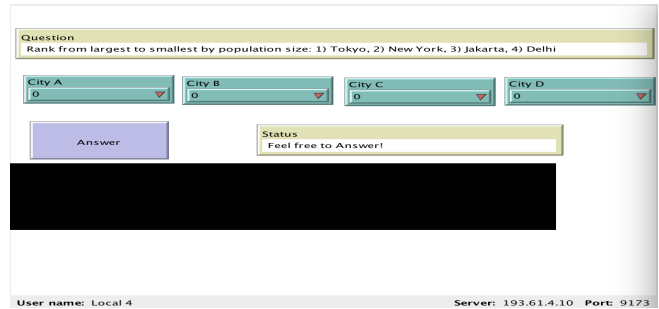 Question
Rank from largest to smallest by population size: 1) Tokyo, 2) New York, 3) Jakarta, 4) Delhi
City A City B City C City D
0 0 0 0
Answer
Status
Feel free to Answer!
User name: Local 4 Server: 193.61.4.10 Port: 9173